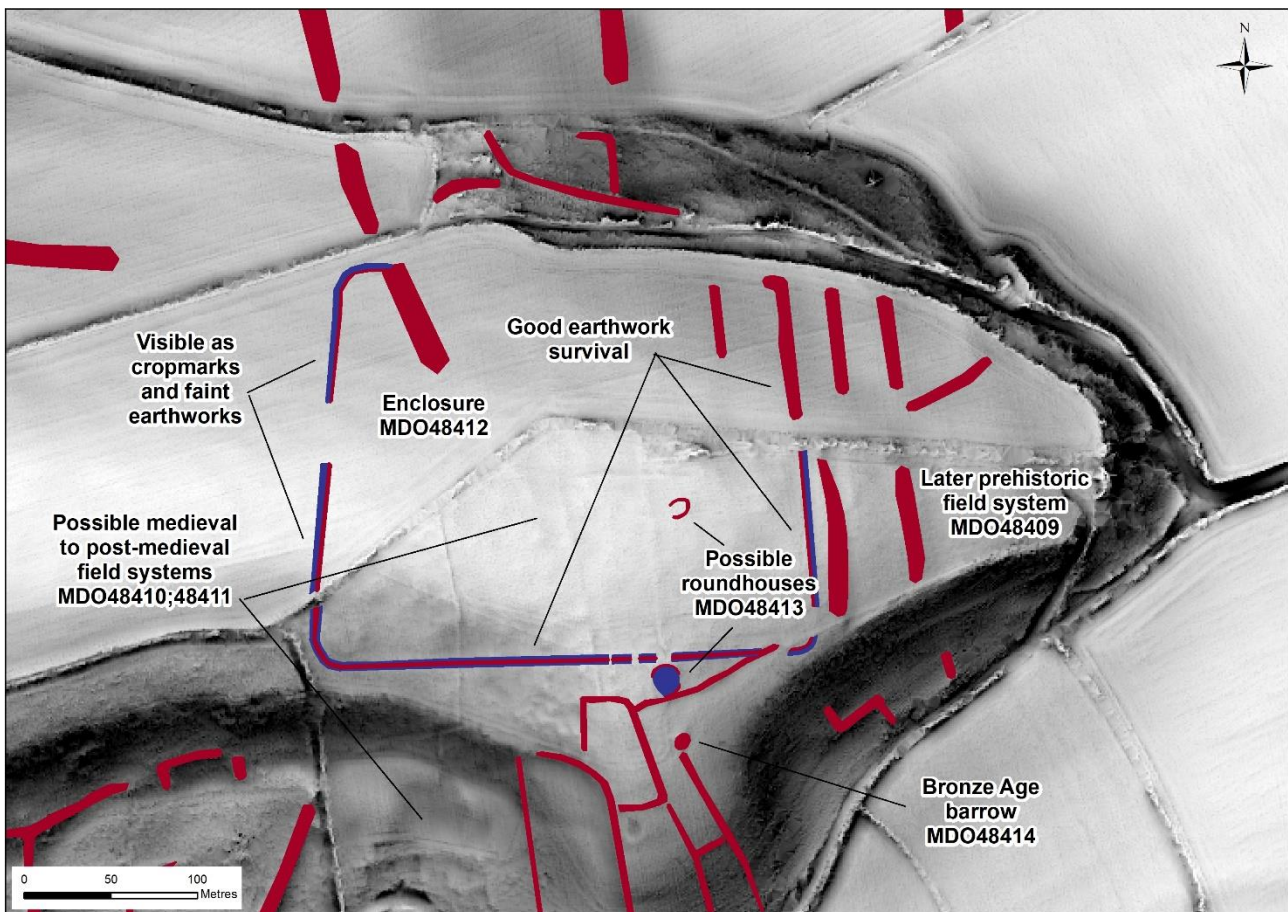 N
Visible as
cropmarks
and faint
earthworks
Good earthwork
survival
Enclosure
MDO48412
Later prehistoric
field system
MDO48409
Possible medieval
to post-medieval
field systems
MDO48410;48411
Possible
roundhouses
MDO48413
Bronze Age
barrow
MDO48414
0 50 100
Metres